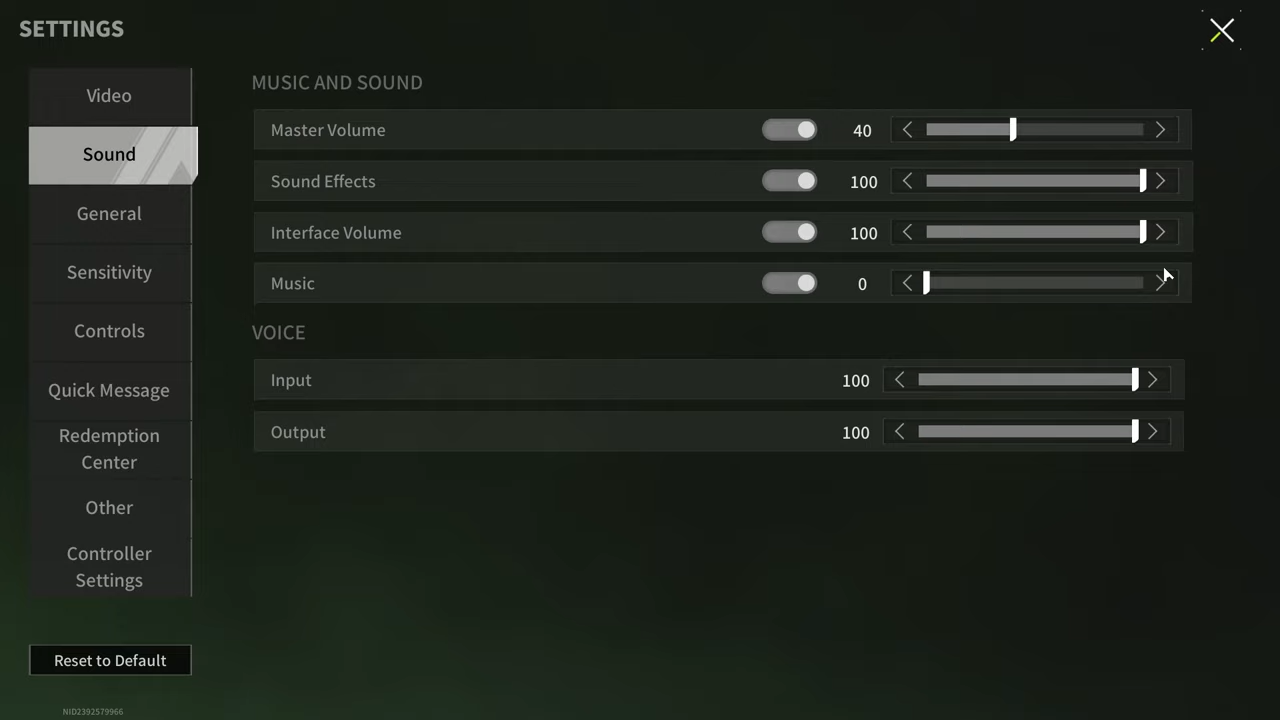 SETTINGS
Video
Sound
General
Sensitivity
Controls
Quick Message
Redemption
Center
Other
Controller
Settings
Reset to Default
NID2392579966
MUSIC AND SOUND
Master Volume 40
Sound Effects 100
Interface Volume 100
Music 0
VOICE
Input 100
Output 100